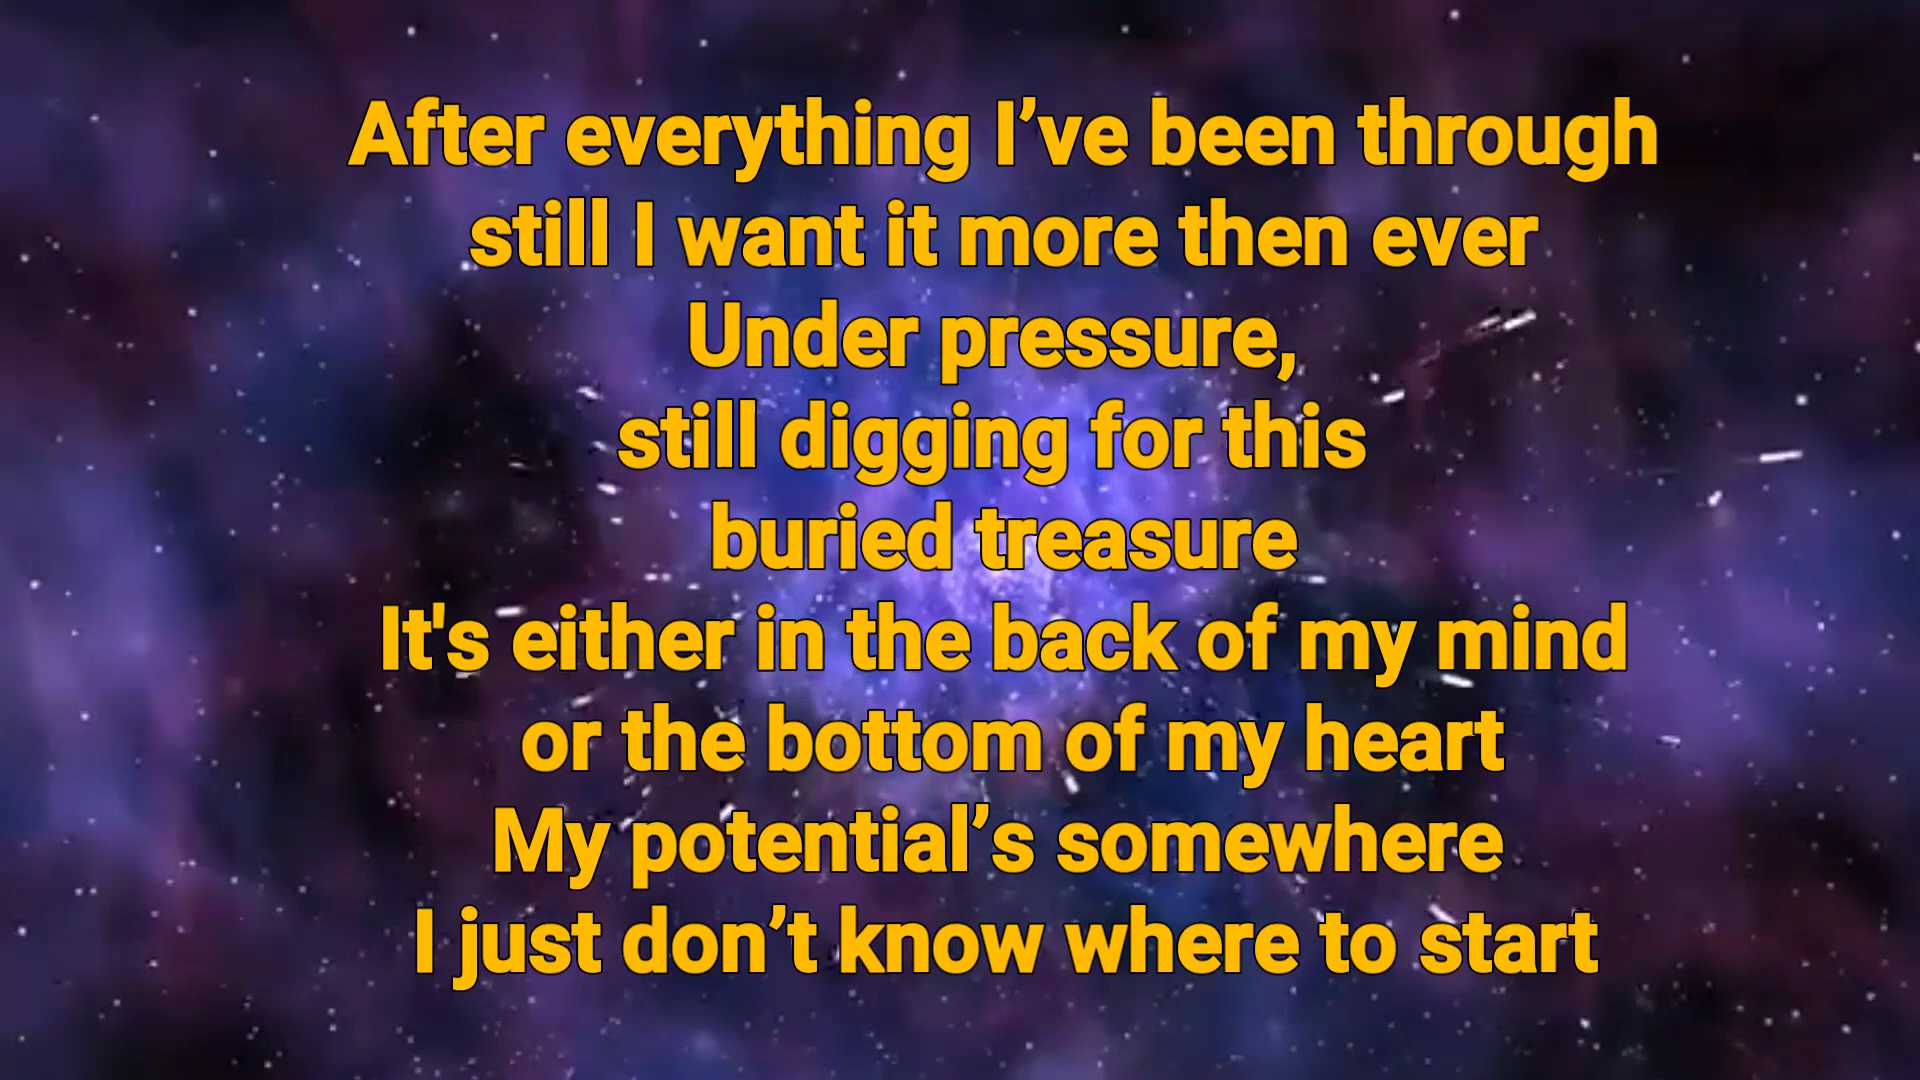 After everything I’ve been through
still I want it more then ever
Under pressure,
still digging for this
buried treasure
It's either in the back of my mind
or the bottom of my heart
My potential’s somewhere
I just don’t know where to start